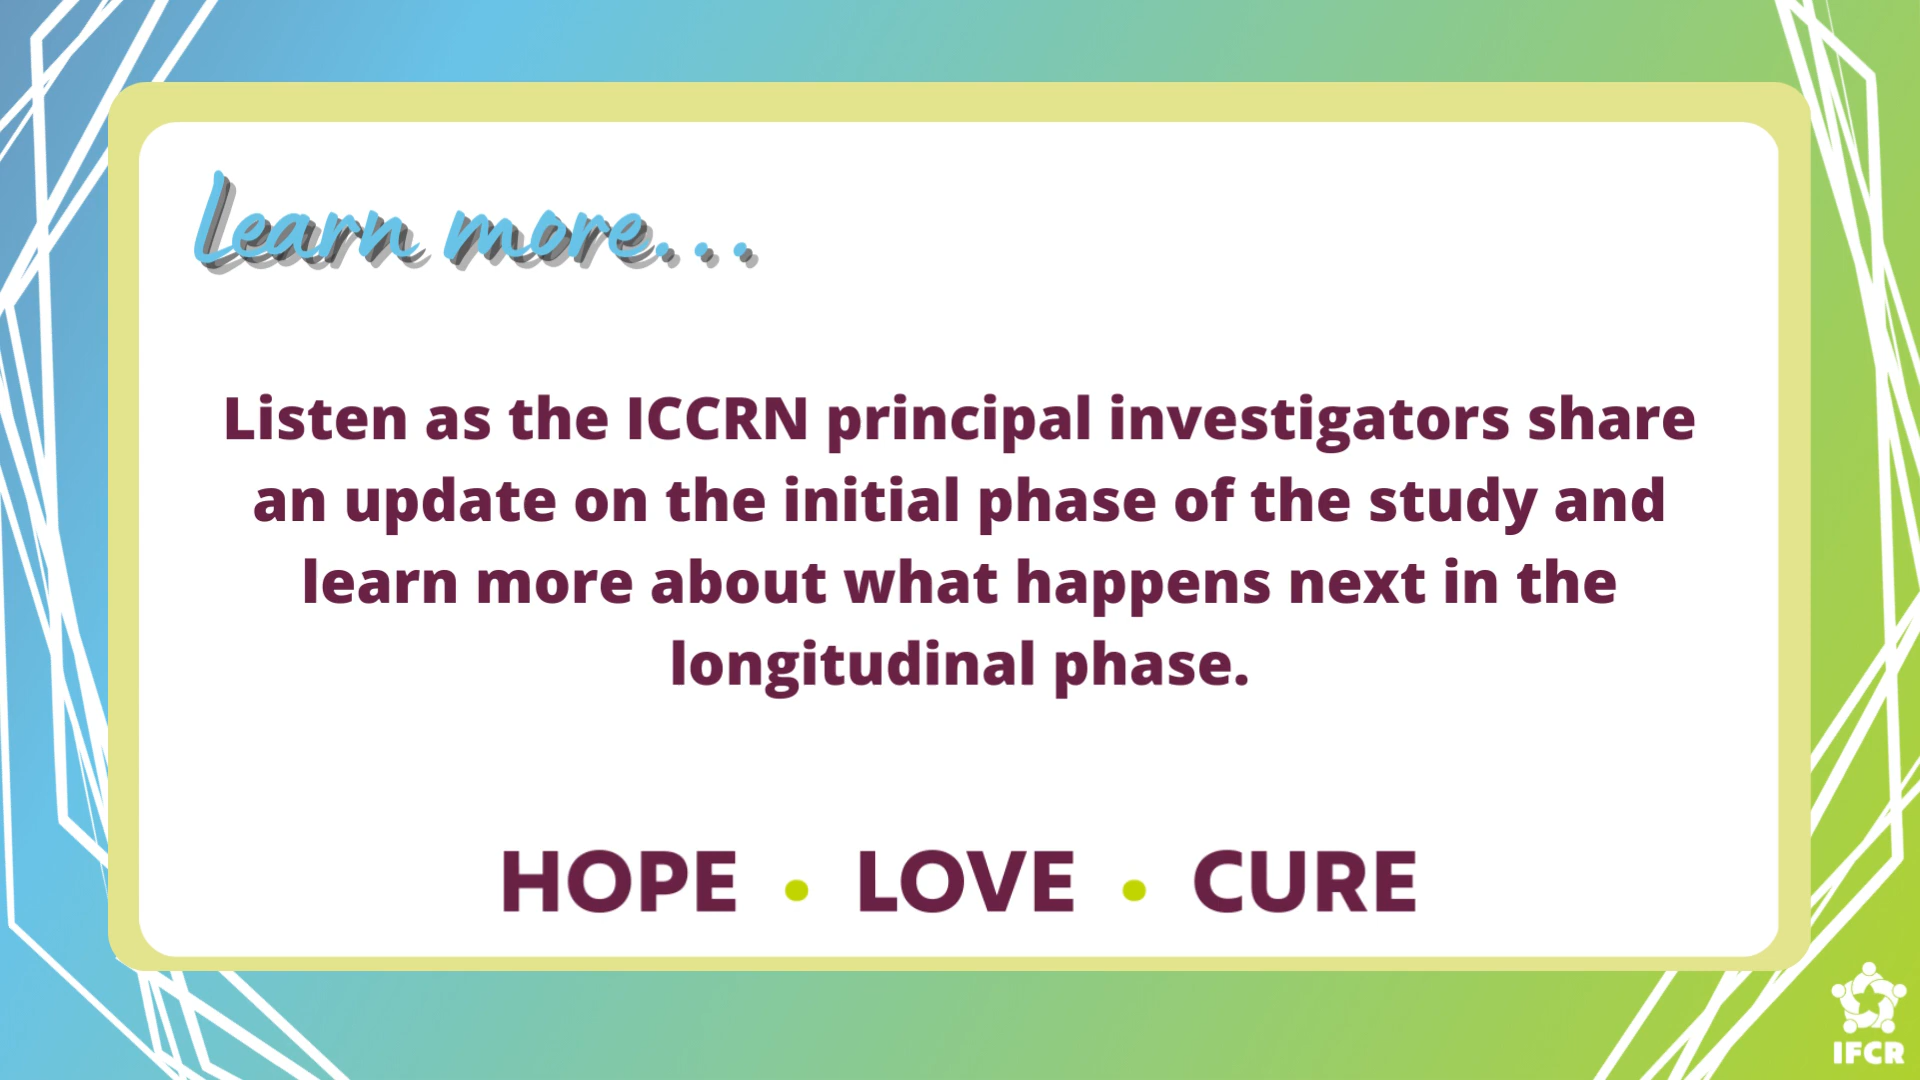 Learn more...
Listen as the ICCRN principal investigators share
an update on the initial phase of the study and
learn more about what happens next in the
longitudinal phase.
HOPE • LOVE • CURE
IFCR